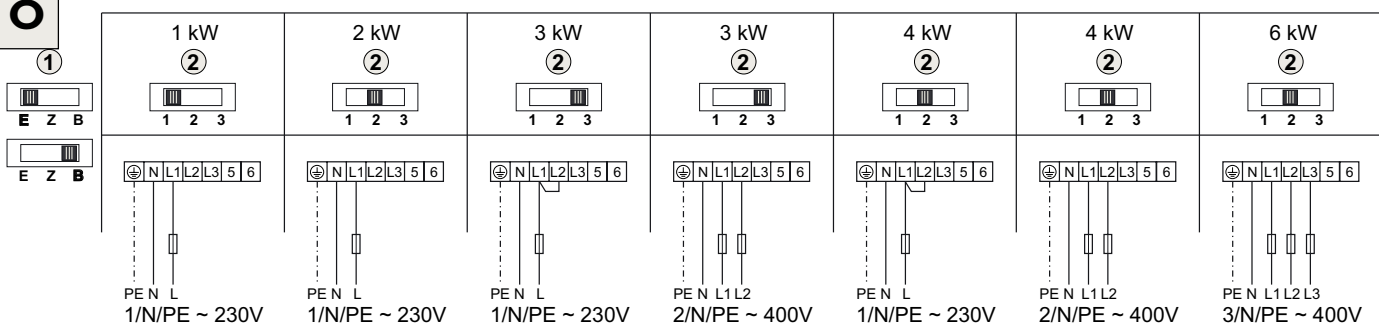 O
1 kW 2 kW 3 kW 3 kW 4 kW 4 kW 6 kW
1 2 2 2 2 2 2 2
E Z B 1 2 3 1 2 3 1 2 3 1 2 3 1 2 3 1 2 3 1 2 3
E Z B N L1 L2 L3 5 6 N L1 L2 L3 5 6 N L1 L2 L3 5 6 N L1 L2 L3 5 6 N L1 L2 L3 5 6 N L1 L2 L3 5 6 N L1 L2 L3 5 6
PE N L PE N L PE N L PE N L1 L2 PE N L PE N L1 L2 PE N L1 L2 L3
1/N/PE ~ 230V 1/N/PE ~ 230V 1/N/PE ~ 230V 2/N/PE ~ 400V 1/N/PE ~ 230V 2/N/PE ~ 400V 3/N/PE ~ 400V